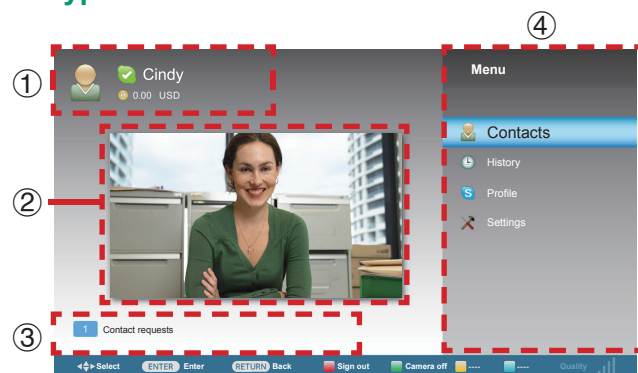 ④
①
Cindy
0.00 USD
Menu
Contacts
History
②
S Profile
Settings
③
1 Contact requests
Select ENTER Enter RETURN Back Sign out Camera off ---- ---- Quality